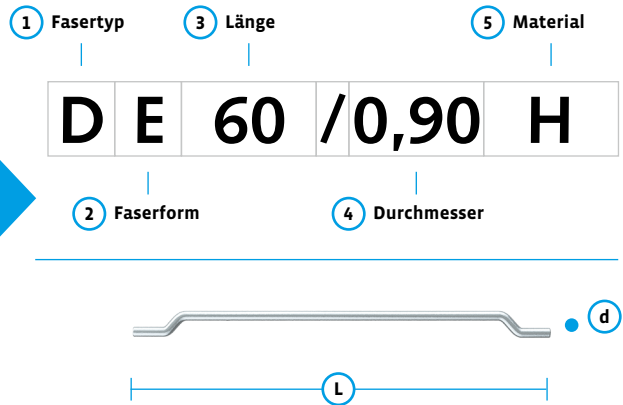 1 Fasertyp 3 Länge 5 Material
D E 60 / 0,90 H
2 Faserform 4 Durchmesser
d
L